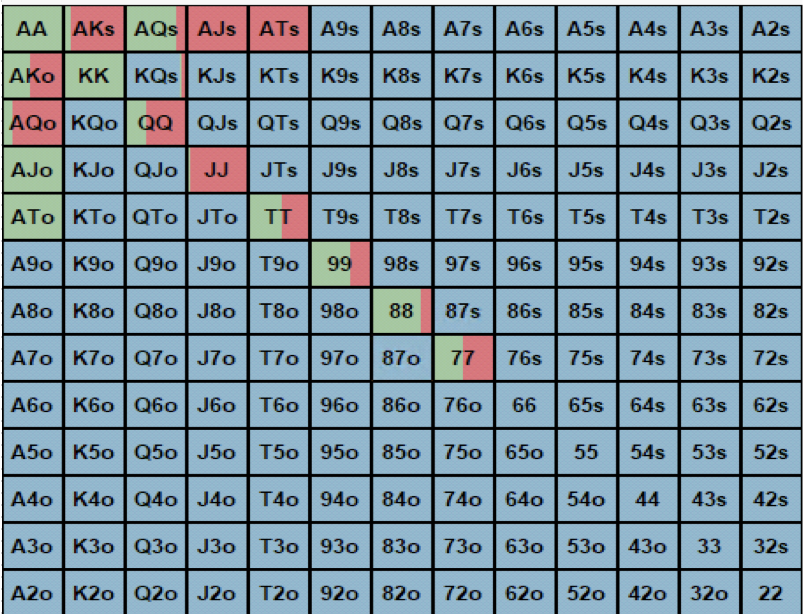 AA AKs AQs AJs ATs A9s A8s A7s A6s A5s A4s A3s A2s
AKo KK KQs KJs KTs K9s K8s K7s K6s K5s K4s K3s K2s
AQo KQo QQ QJs QTs Q9s Q8s Q7s Q6s Q5s Q4s Q3s Q2s
AJo KJo QJo JJ JTs J9s J8s J7s J6s J5s J4s J3s J2s
ATo KTo QTo JTo TT T9s T8s T7s T6s T5s T4s T3s T2s
A9o K9o Q9o J9o T9o 99 98s 97s 96s 95s 94s 93s 92s
A8o K8o Q8o J8o T8o 98o 88 87s 86s 85s 84s 83s 82s
A7o K7o Q7o J7o T7o 97o 87o 77 76s 75s 74s 73s 72s
A6o K6o Q6o J6o T6o 96o 86o 76o 66 65s 64s 63s 62s
A5o K5o Q5o J5o T5o 95o 85o 75o 65o 55 54s 53s 52s
A4o K4o Q4o J4o T4o 94o 84o 74o 64o 54o 44 43s 42s
A3o K3o Q3o J3o T3o 93o 83o 73o 63o 53o 43o 33 32s
A2o K2o Q2o J2o T2o 92o 82o 72o 62o 52o 42o 32o 22